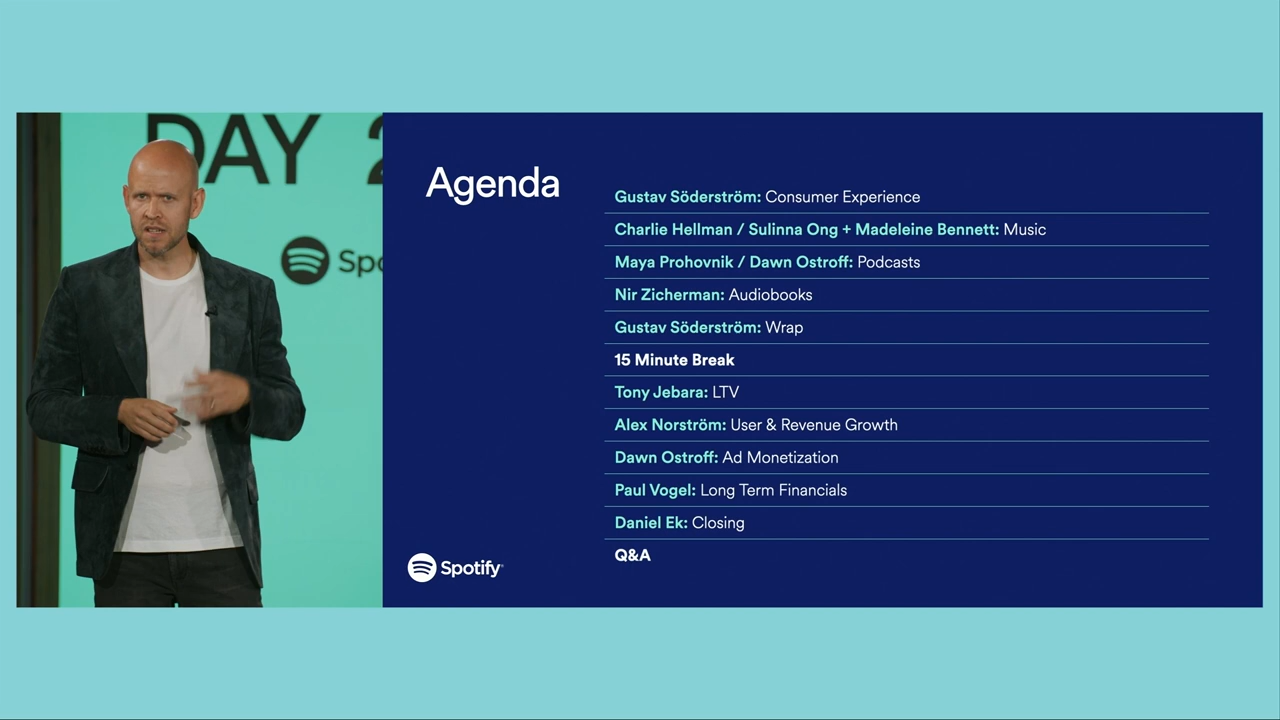 DAY 2
Spo
Agenda
Gustav Söderström: Consumer Experience
Charlie Hellman / Sulinna Ong + Madeleine Bennett: Music
Maya Prohovnik / Dawn Ostroff: Podcasts
Nir Zicherman: Audiobooks
Gustav Söderström: Wrap
15 Minute Break
Tony Jebara: LTV
Alex Norström: User & Revenue Growth
Dawn Ostroff: Ad Monetization
Paul Vogel: Long Term Financials
Daniel Ek: Closing
Q&A
Spotify